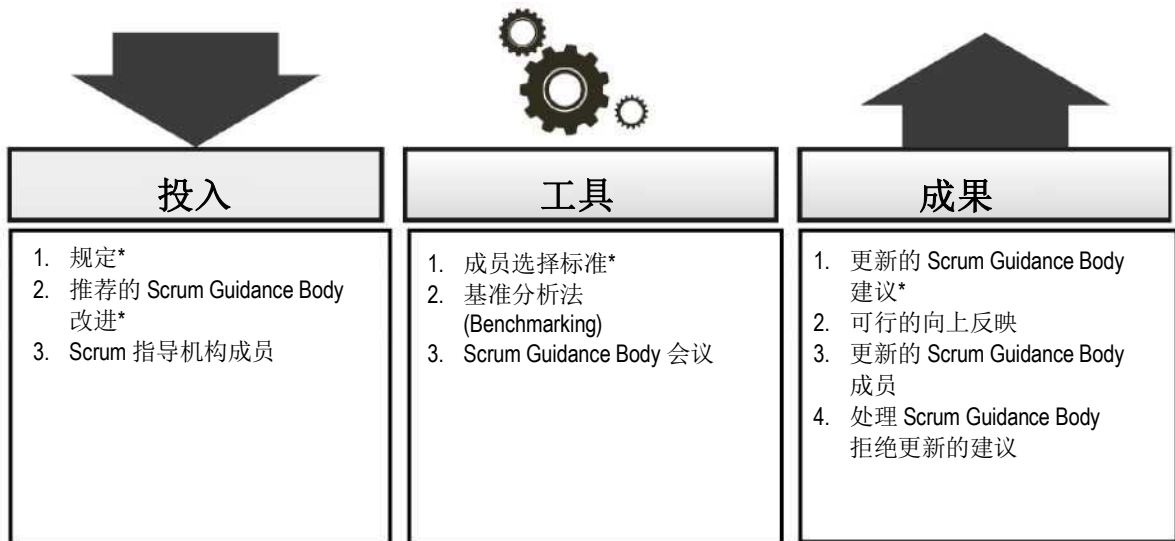 投入
1. 规定*
2. 推荐的 Scrum Guidance Body
改进*
3. Scrum 指导机构成员
工具
1. 成员选择标准*
2. 基准分析法
(Benchmarking)
3. Scrum Guidance Body 会议
成果
1. 更新的 Scrum Guidance Body
建议*
2. 可行的向上反映
3. 更新的 Scrum Guidance Body
成员
4. 处理 Scrum Guidance Body
拒绝更新的建议